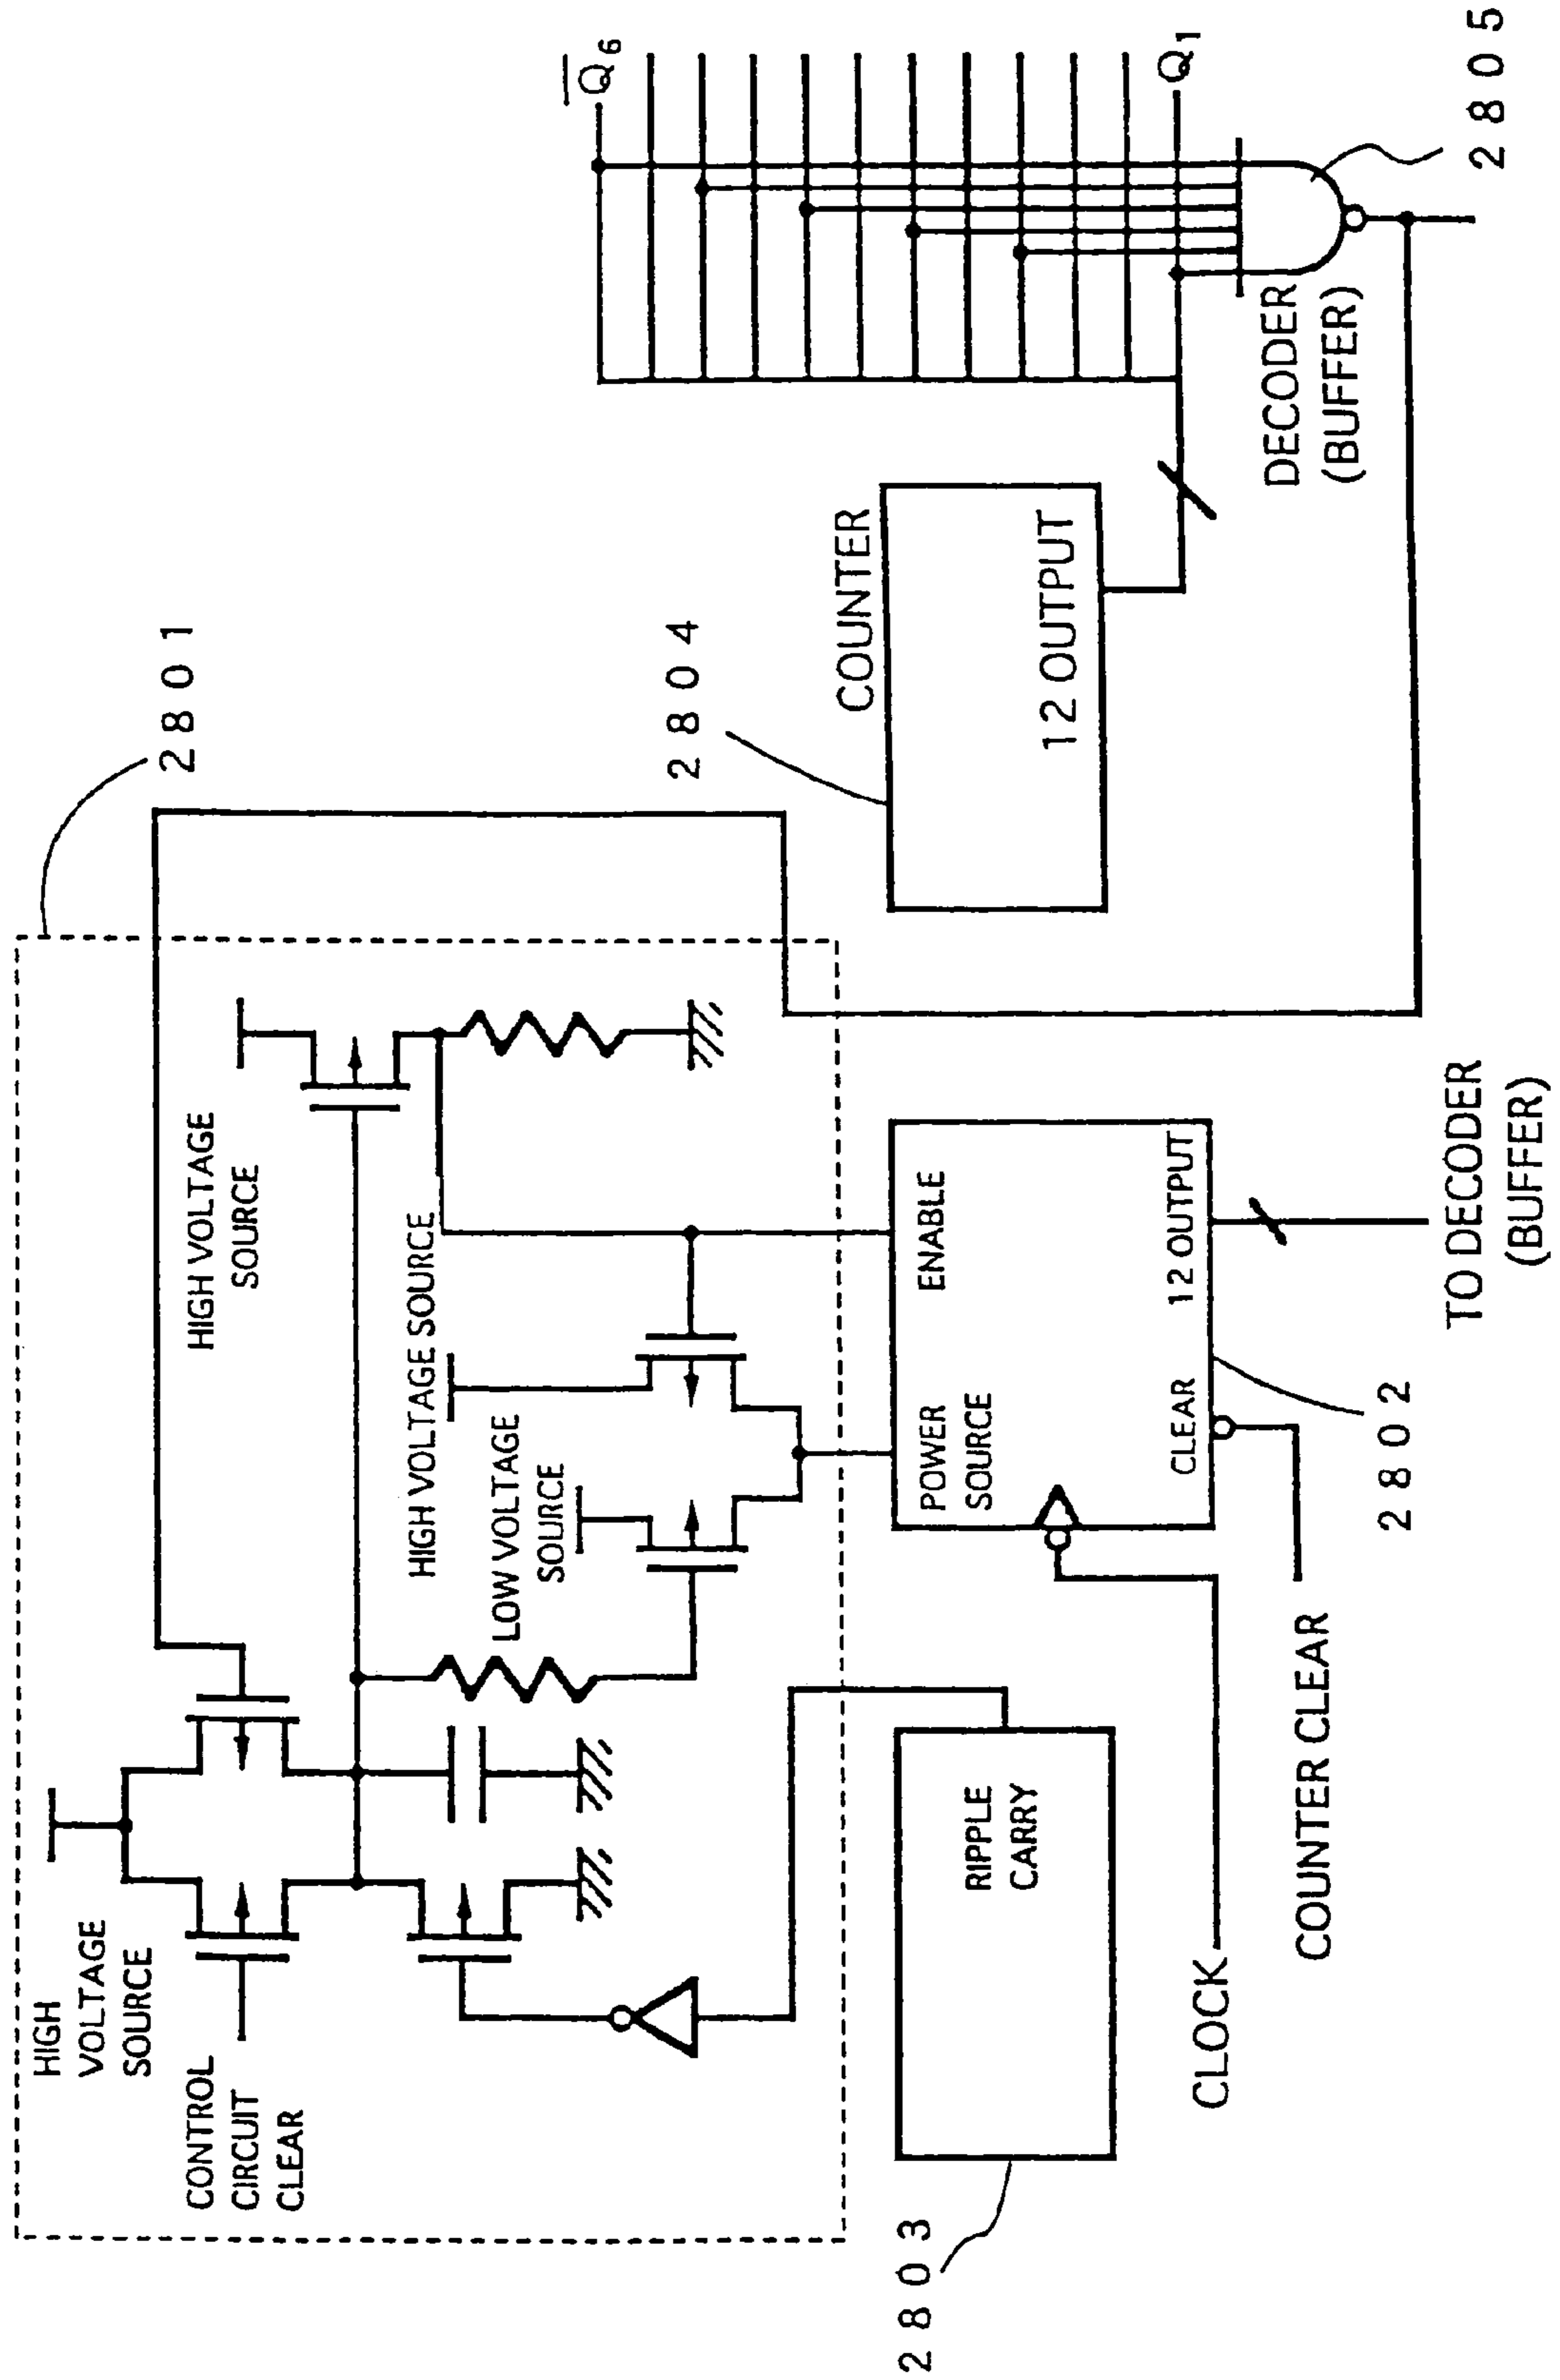 HIGH
VOLTAGE
SOURCE
CONTROL
CIRCUIT
CLEAR
HIGH VOLTAGE
SOURCE
HIGH VOLTAGE SOURCE
LOW VOLTAGE
SOURCE
2 8 0 1
2 8 0 3
RIPPLE
CARRY
POWER
SOURCE
ENABLE
CLEAR
12 OUTPUT
CLOCK
COUNTER CLEAR
2 8 0 2
TO DECODER
(BUFFER)
2 8 0 4
COUNTER
12 OUTPUT
Q̅6
Q1
DECODER
(BUFFER)
2 8 0 5